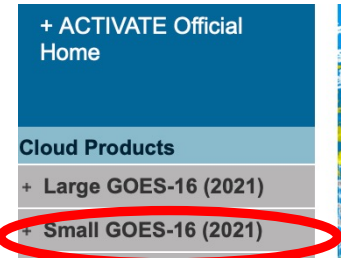 + ACTIVATE Official
Home
Cloud Products
+ Large GOES-16 (2021)
+ Small GOES-16 (2021)